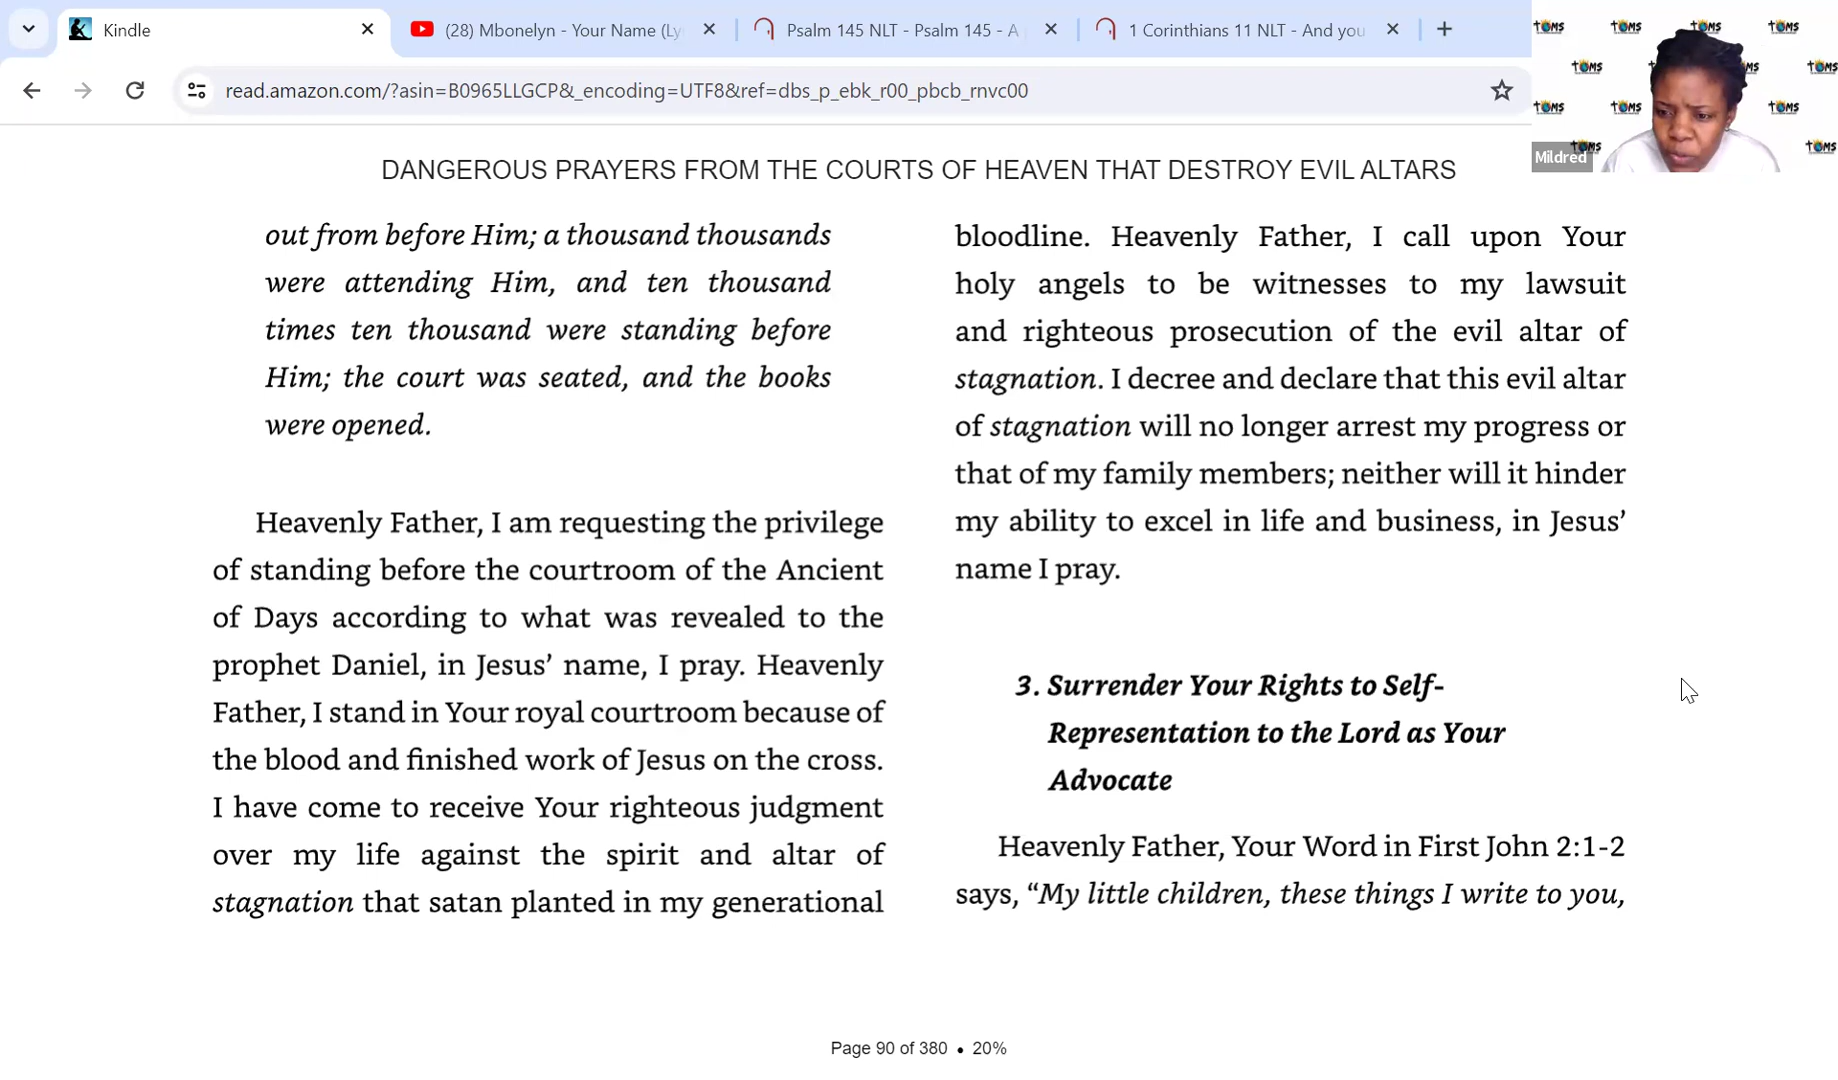 Kindle
(28) Mbonelyn - Your Name (Ly
Psalm 145 NLT - Psalm 145 - A
1 Corinthians 11 NLT - And you
read.amazon.com/?asin=B0965LLGCP&_encoding=UTF8&ref=dbs_p_ebk_r00_pbcb_rnvc00
TOMS TOMS TOMS TOMS
TOMS TOMS
TOMS TOMS TOMS
TOMS TOMS
Mildred
DANGEROUS PRAYERS FROM THE COURTS OF HEAVEN THAT DESTROY EVIL ALTARS
out from before Him; a thousand thousands
were attending Him, and ten thousand
times ten thousand were standing before
Him; the court was seated, and the books
were opened.
Heavenly Father, I am requesting the privilege
of standing before the courtroom of the Ancient
of Days according to what was revealed to the
prophet Daniel, in Jesus’ name, I pray. Heavenly
Father, I stand in Your royal courtroom because of
the blood and finished work of Jesus on the cross.
I have come to receive Your righteous judgment
over my life against the spirit and altar of
stagnation that satan planted in my generational
bloodline. Heavenly Father, I call upon Your
holy angels to be witnesses to my lawsuit
and righteous prosecution of the evil altar of
stagnation. I decree and declare that this evil altar
of stagnation will no longer arrest my progress or
that of my family members; neither will it hinder
my ability to excel in life and business, in Jesus’
name I pray.
3. Surrender Your Rights to Self-
Representation to the Lord as Your
Advocate
Heavenly Father, Your Word in First John 2:1-2
says, “My little children, these things I write to you,
Page 90 of 380 • 20%